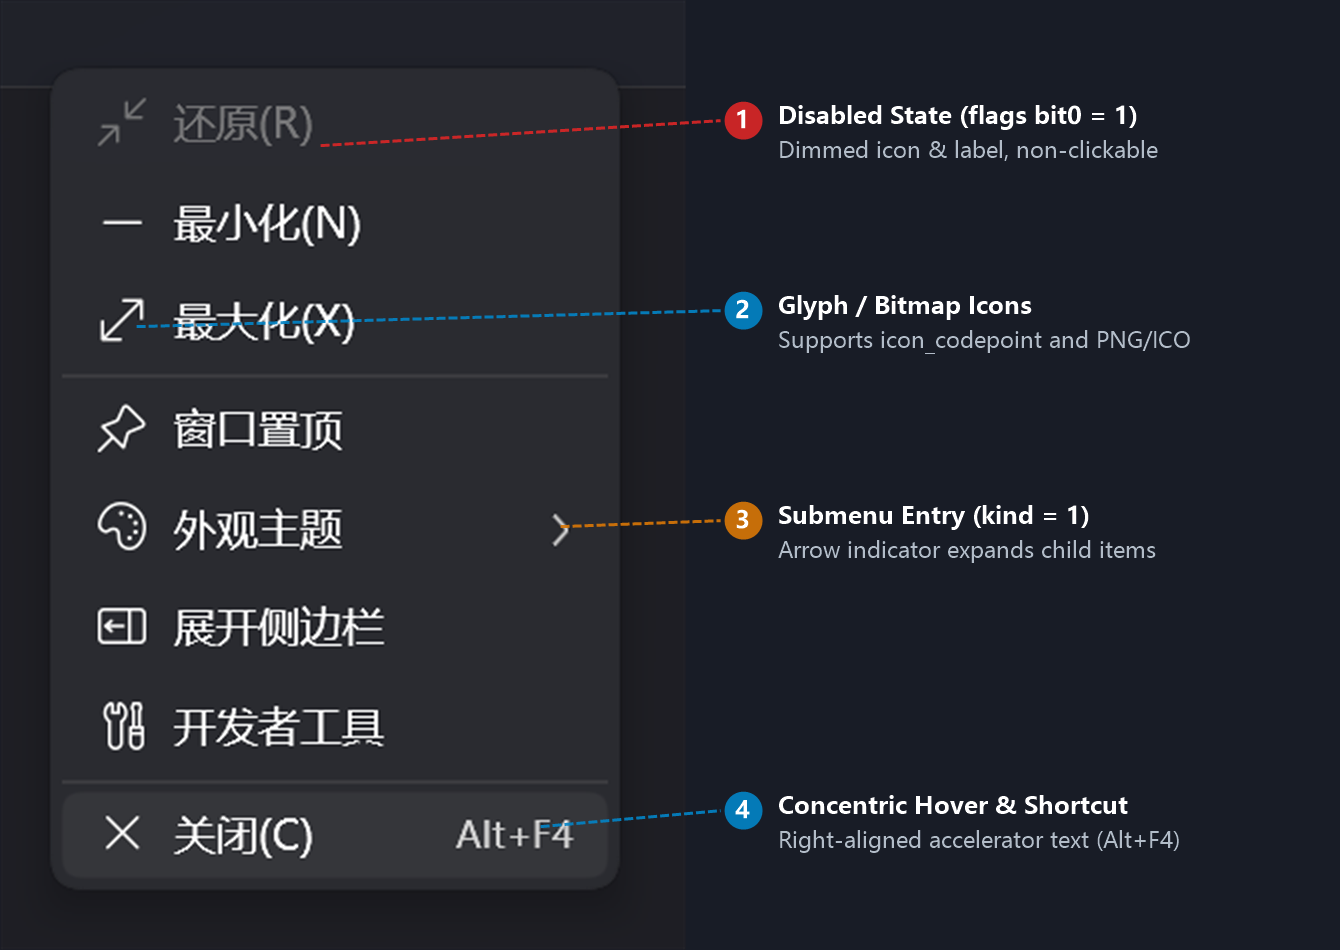 还原(R)
最小化(N)
最大化(X)
窗口置顶
外观主题
展开侧边栏
开发者工具
关闭(C) Alt+F4
1 Disabled State (flags bit0 = 1)
Dimmed icon & label, non-clickable
2 Glyph / Bitmap Icons
Supports icon_codepoint and PNG/ICO
3 Submenu Entry (kind = 1)
Arrow indicator expands child items
4 Concentric Hover & Shortcut
Right-aligned accelerator text (Alt+F4)